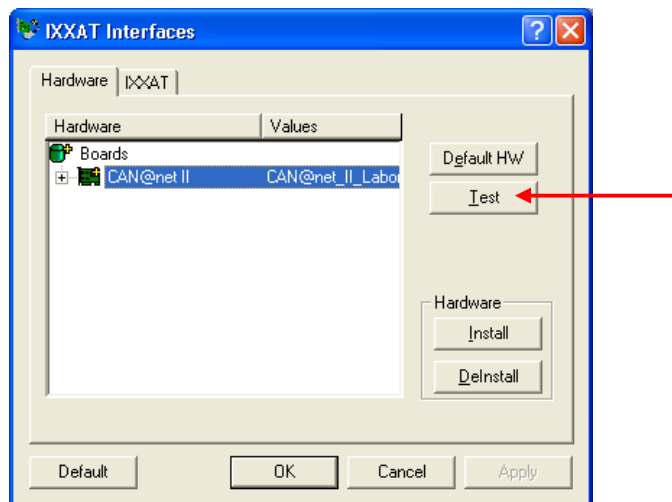 IXXAT Interfaces
Hardware IXXAT
Hardware Values
Boards
CAN@net II CAN@net_II_Labor
Default HW
Test
Hardware
Install
DeInstall
Default OK Cancel Apply